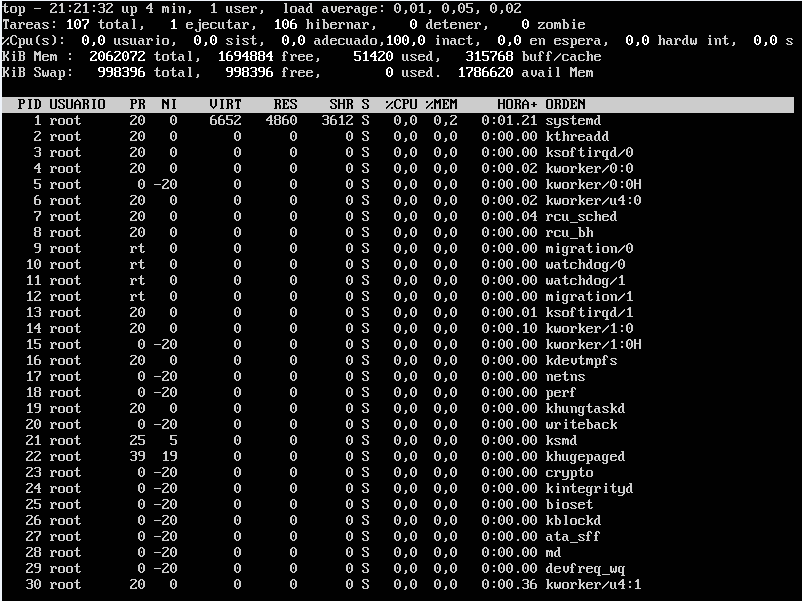 top - 21:21:32 up 4 min,  1 user,  load average: 0,01, 0,05, 0,02
Tareas: 107 total,   1 ejecutar, 106 hibernar,   0 detener,   0 zombie
%Cpu(s):  0,0 usuario,  0,0 sist,  0,0 adecuado,100,0 inact,  0,0 en espera,  0,0 hardw int,  0,0 s
KiB Mem :  2062072 total,  1694884 free,    51420 used,   315768 buff/cache
KiB Swap:   998396 total,   998396 free,        0 used.  1786620 avail Mem
PID USUARIO   PR  NI    VIRT    RES    SHR S  %CPU %MEM     HORA+ ORDEN
1 root      20   0    6652   4860   3612 S   0,0  0,2   0:01.21 systemd
2 root      20   0       0      0      0 S   0,0  0,0   0:00.00 kthreadd
3 root      20   0       0      0      0 S   0,0  0,0   0:00.00 ksoftirqd/0
4 root      20   0       0      0      0 S   0,0  0,0   0:00.02 kworker/0:0
5 root       0 -20       0      0      0 S   0,0  0,0   0:00.00 kworker/0:0H
6 root      20   0       0      0      0 S   0,0  0,0   0:00.02 kworker/u4:0
7 root      20   0       0      0      0 S   0,0  0,0   0:00.04 rcu_sched
8 root      20   0       0      0      0 S   0,0  0,0   0:00.00 rcu_bh
9 root      rt   0       0      0      0 S   0,0  0,0   0:00.00 migration/0
10 root      rt   0       0      0      0 S   0,0  0,0   0:00.00 watchdog/0
11 root      rt   0       0      0      0 S   0,0  0,0   0:00.00 watchdog/1
12 root      rt   0       0      0      0 S   0,0  0,0   0:00.00 migration/1
13 root      20   0       0      0      0 S   0,0  0,0   0:00.01 ksoftirqd/1
14 root      20   0       0      0      0 S   0,0  0,0   0:00.10 kworker/1:0
15 root       0 -20       0      0      0 S   0,0  0,0   0:00.00 kworker/1:0H
16 root      20   0       0      0      0 S   0,0  0,0   0:00.00 kdevtmpfs
17 root       0 -20       0      0      0 S   0,0  0,0   0:00.00 netns
18 root       0 -20       0      0      0 S   0,0  0,0   0:00.00 perf
19 root      20   0       0      0      0 S   0,0  0,0   0:00.00 khungtaskd
20 root       0 -20       0      0      0 S   0,0  0,0   0:00.00 writeback
21 root      25   5       0      0      0 S   0,0  0,0   0:00.00 ksmd
22 root      39  19       0      0      0 S   0,0  0,0   0:00.00 khugepaged
23 root       0 -20       0      0      0 S   0,0  0,0   0:00.00 crypto
24 root       0 -20       0      0      0 S   0,0  0,0   0:00.00 kintegrityd
25 root       0 -20       0      0      0 S   0,0  0,0   0:00.00 bioset
26 root       0 -20       0      0      0 S   0,0  0,0   0:00.00 kblockd
27 root       0 -20       0      0      0 S   0,0  0,0   0:00.00 ata_sff
28 root       0 -20       0      0      0 S   0,0  0,0   0:00.00 md
29 root       0 -20       0      0      0 S   0,0  0,0   0:00.00 devfreq_wq
30 root      20   0       0      0      0 S   0,0  0,0   0:00.36 kworker/u4:1